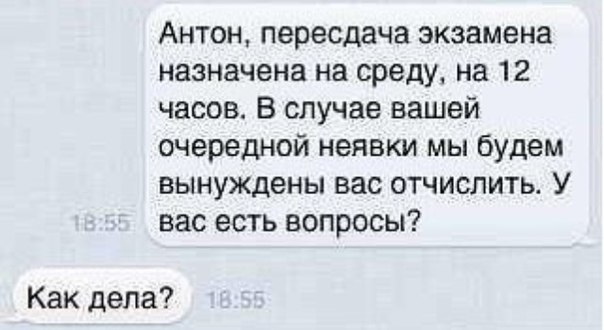 Антон, пересдача экзамена
назначена на среду, на 12
часов. В случае вашей
очередной неявки мы будем
вынуждены вас отчислить. У
вас есть вопросы?
18:55
Как дела?
18:55